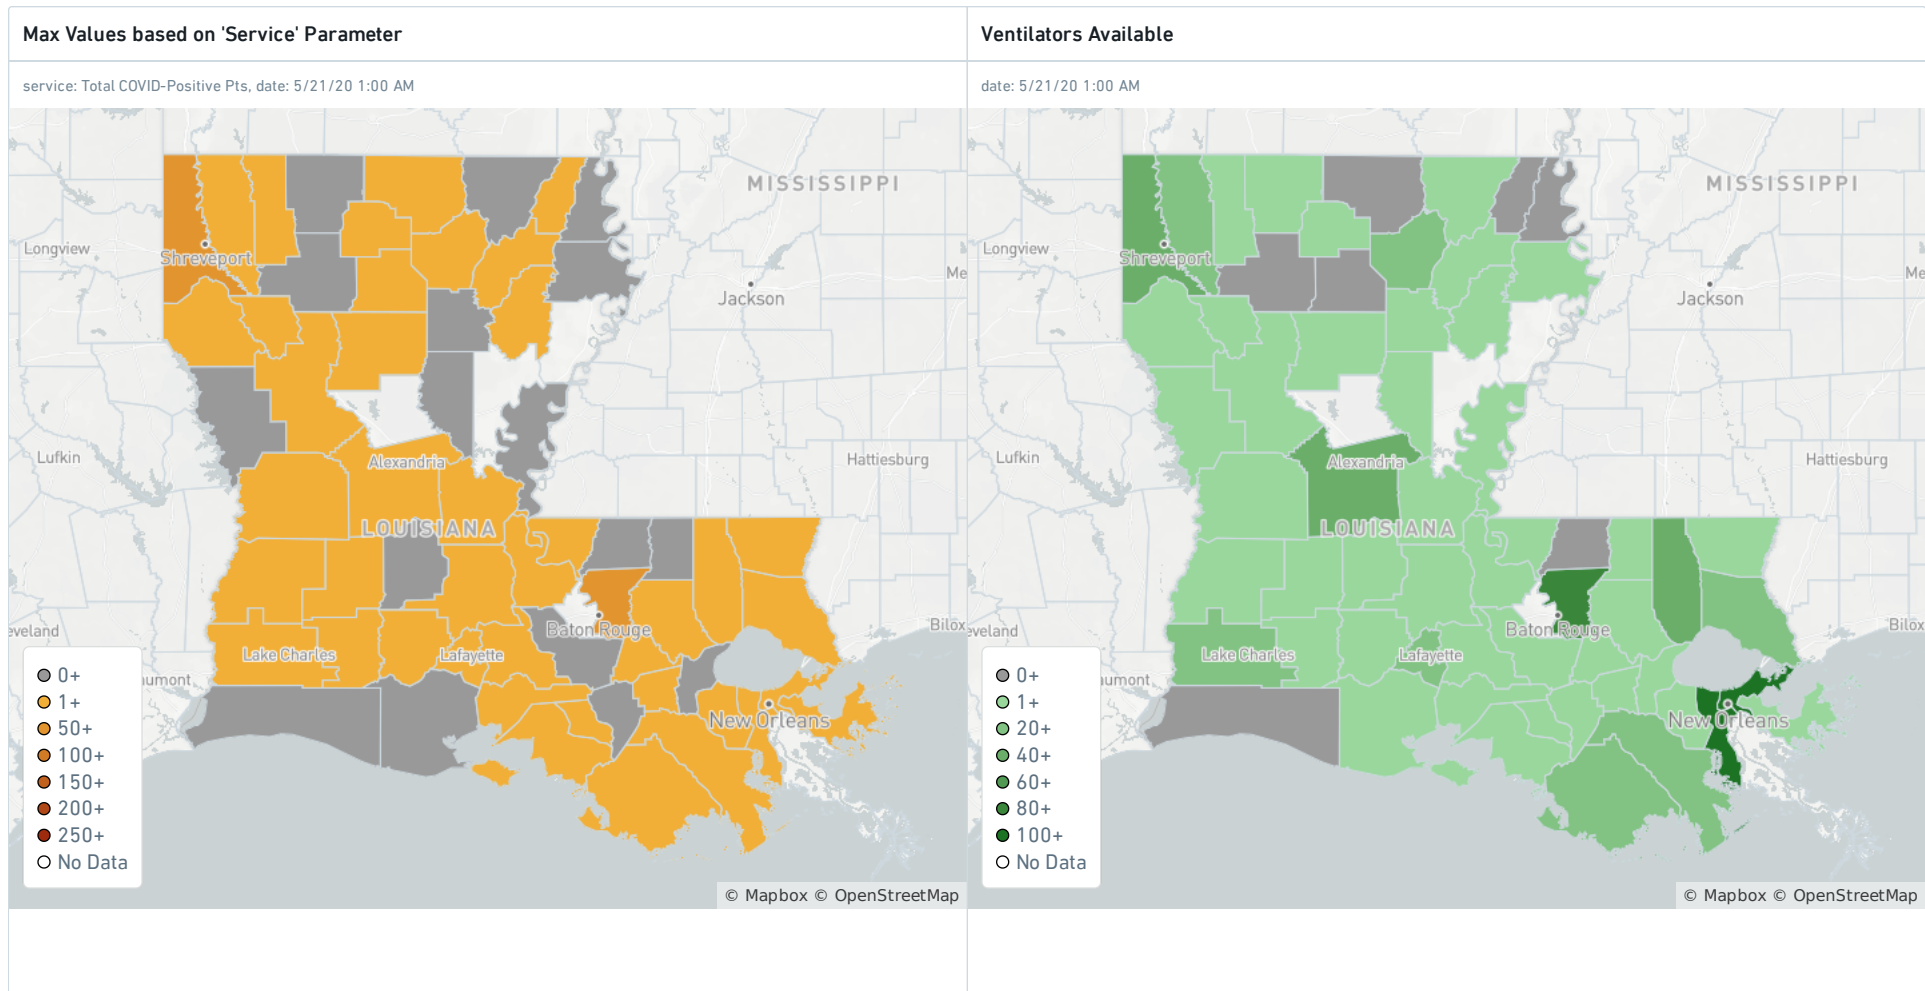 Max Values based on 'Service' Parameter
service: Total COVID-Positive Pts, date: 5/21/20 1:00 AM
MISSISSIPPI
Longview
Shreveport
Me
Jackson
Lufkin
Alexandria
Hattiesburg
LOUISIANA
eveland
Baton Rouge
Bilox
Lake Charles
Lafayette
aumont
New Orleans
0+
1+
50+
100+
150+
200+
250+
No Data
© Mapbox © OpenStreetMap
Ventilators Available
date: 5/21/20 1:00 AM
MISSISSIPPI
Longview
Shreveport
Me
Jackson
Lufkin
Alexandria
Hattiesburg
LOUISIANA
eveland
Baton Rouge
Bilox
Lake Charles
Lafayette
aumont
New Orleans
0+
1+
20+
40+
60+
80+
100+
No Data
© Mapbox © OpenStreetMap